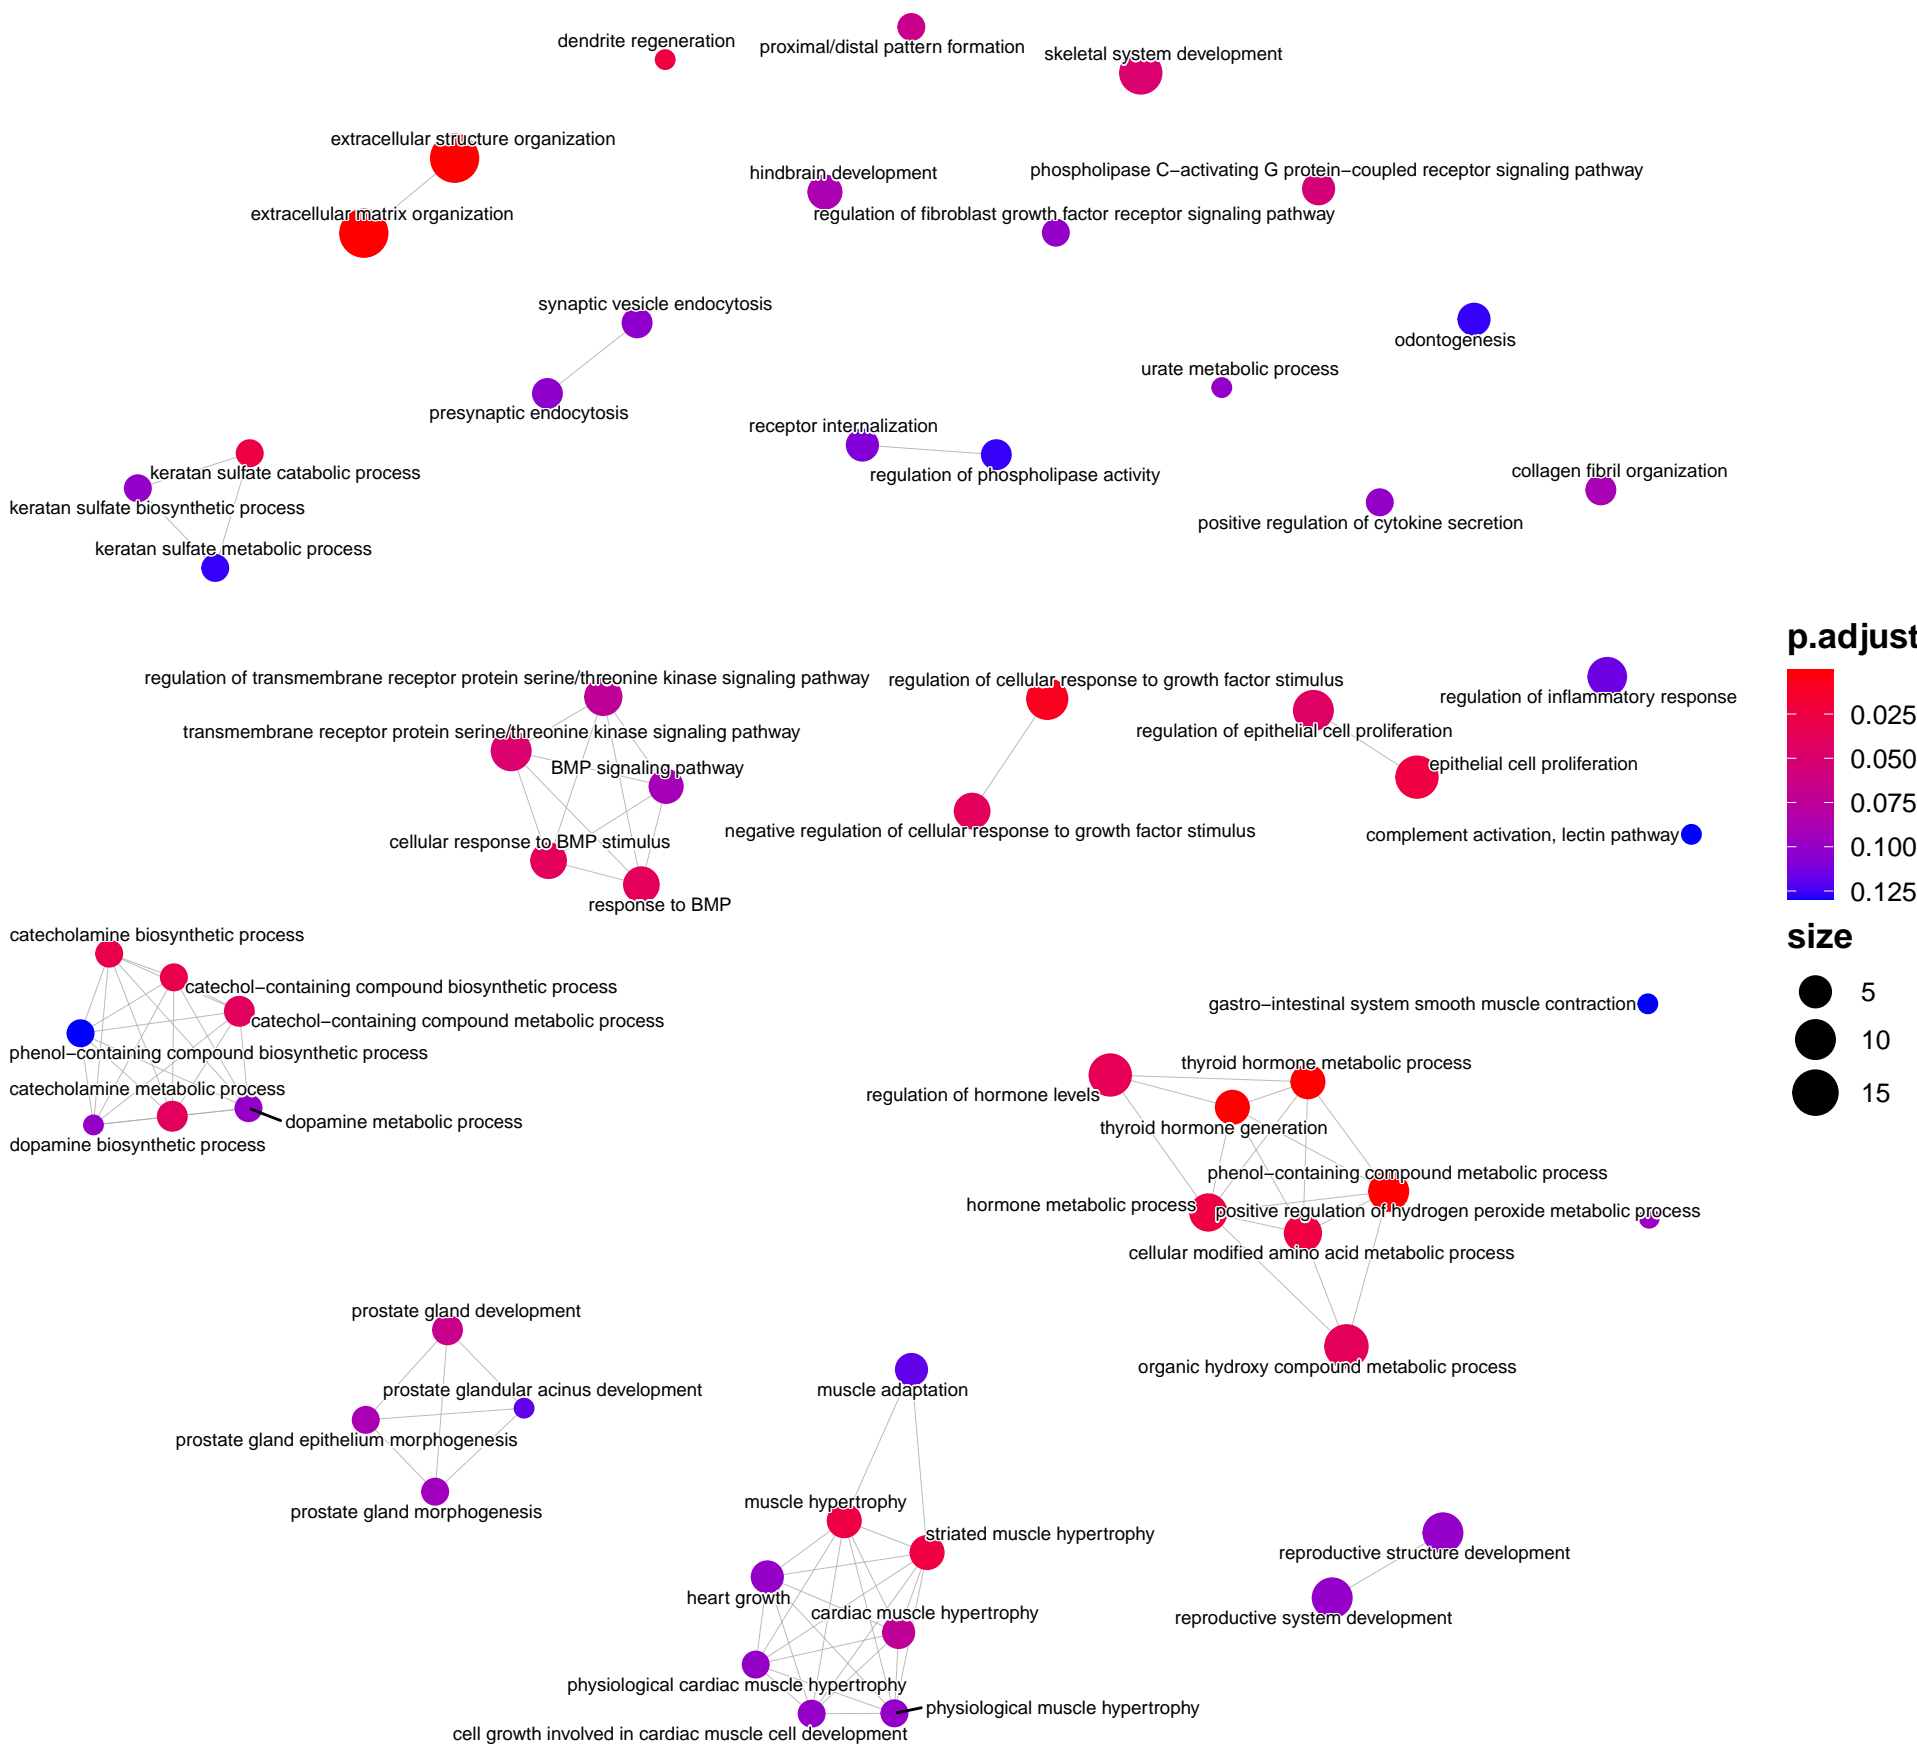 dendrite regeneration
proximal/distal pattern formation
skeletal system development
extracellular structure organization
hindbrain development
phospholipase C−activating G protein−coupled receptor signaling pathway
extracellular matrix organization
regulation of fibroblast growth factor receptor signaling pathway
synaptic vesicle endocytosis
odontogenesis
urate metabolic process
presynaptic endocytosis
receptor internalization
keratan sulfate catabolic process
regulation of phospholipase activity
collagen fibril organization
keratan sulfate biosynthetic process
positive regulation of cytokine secretion
keratan sulfate metabolic process
regulation of transmembrane receptor protein serine/threonine kinase signaling pathway
regulation of cellular response to growth factor stimulus
regulation of inflammatory response
transmembrane receptor protein serine/threonine kinase signaling pathway
regulation of epithelial cell proliferation
BMP signaling pathway
epithelial cell proliferation
negative regulation of cellular response to growth factor stimulus
complement activation, lectin pathway
cellular response to BMP stimulus
response to BMP
catecholamine biosynthetic process
catechol−containing compound biosynthetic process
catechol−containing compound metabolic process
phenol−containing compound biosynthetic process
catecholamine metabolic process
dopamine metabolic process
dopamine biosynthetic process
gastro−intestinal system smooth muscle contraction
thyroid hormone metabolic process
regulation of hormone levels
thyroid hormone generation
phenol−containing compound metabolic process
hormone metabolic process
positive regulation of hydrogen peroxide metabolic process
cellular modified amino acid metabolic process
organic hydroxy compound metabolic process
prostate gland development
prostate glandular acinus development
prostate gland epithelium morphogenesis
prostate gland morphogenesis
muscle adaptation
muscle hypertrophy
striated muscle hypertrophy
heart growth
cardiac muscle hypertrophy
physiological cardiac muscle hypertrophy
physiological muscle hypertrophy
cell growth involved in cardiac muscle cell development
reproductive structure development
reproductive system development
p.adjust
0.025
0.050
0.075
0.100
0.125
size
5
10
15